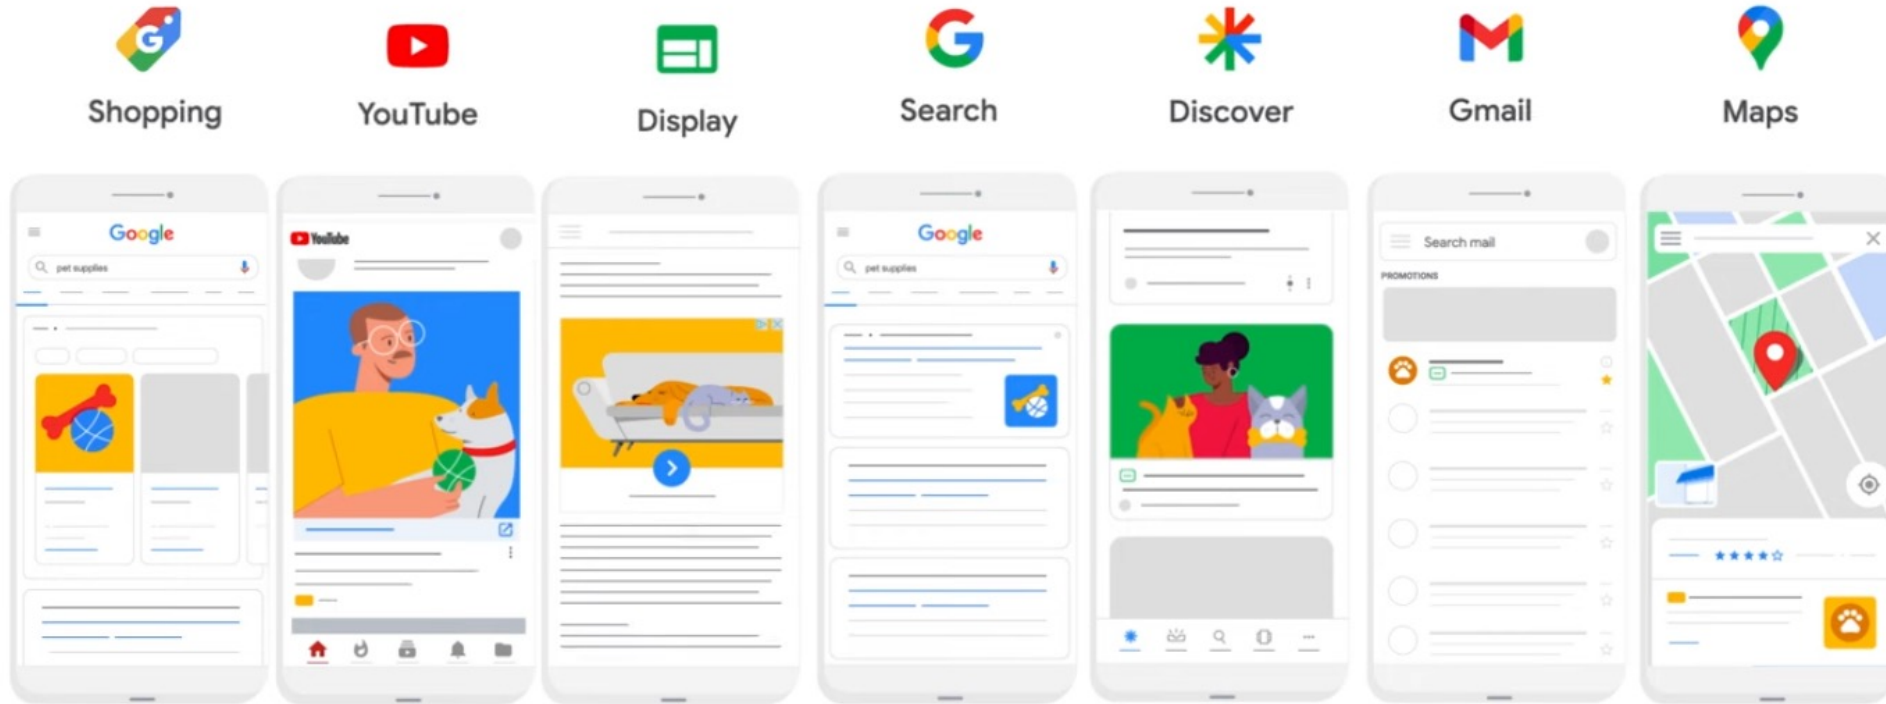 Shopping
YouTube
Display
Search
Discover
Gmail
Maps
Google
pet supplies
YouTube
Google
pet supplies
Search mail
PROMOTIONS